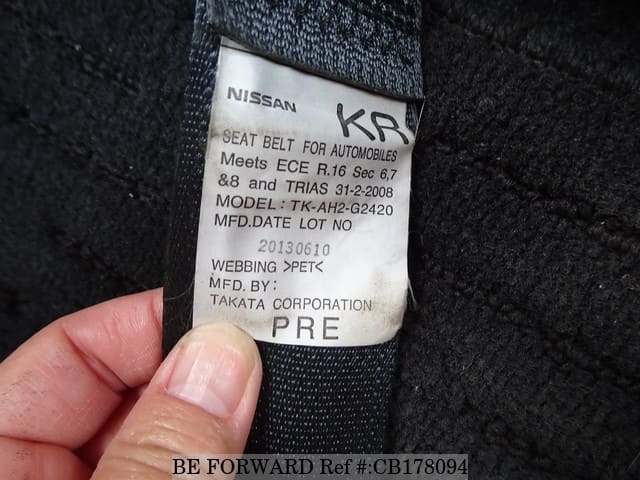 NISSAN KR
SEAT BELT FOR AUTOMOBILES
Meets ECE R.16 Sec 6,7
&8 and TRIAS 31-2-2008
MODEL: TK-AH2-G2420
MFD.DATE LOT NO
20130610
WEBBING >PET<
MFD. BY:
TAKATA CORPORATION
PRE
BE FORWARD Ref #:CB178094